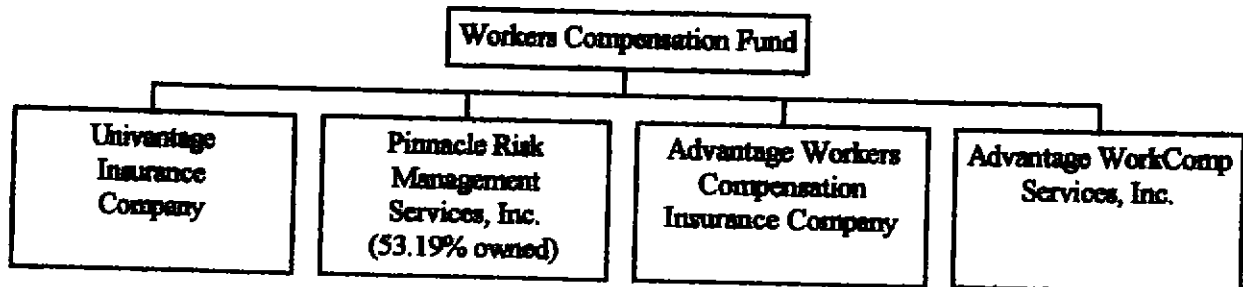 Workers Compensation Fund
Univantage
Insurance
Company
Pinnacle Risk
Management
Services, Inc.
(53.19% owned)
Advantage Workers
Compensation
Insurance Company
Advantage WorkComp
Services, Inc.